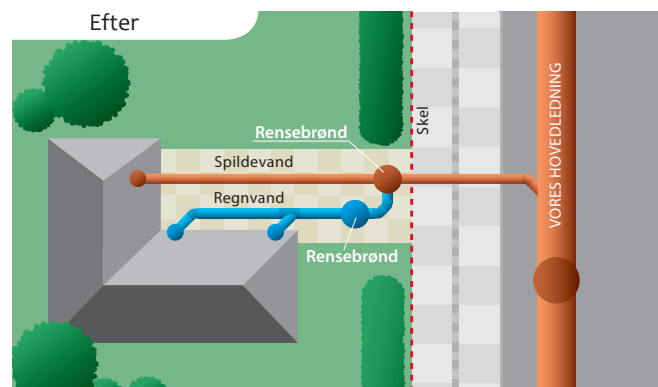 Efter
Rensebrønd
Spildevand
Regnvand
Rensebrønd
Skel
VORES HOVEDLEDNING